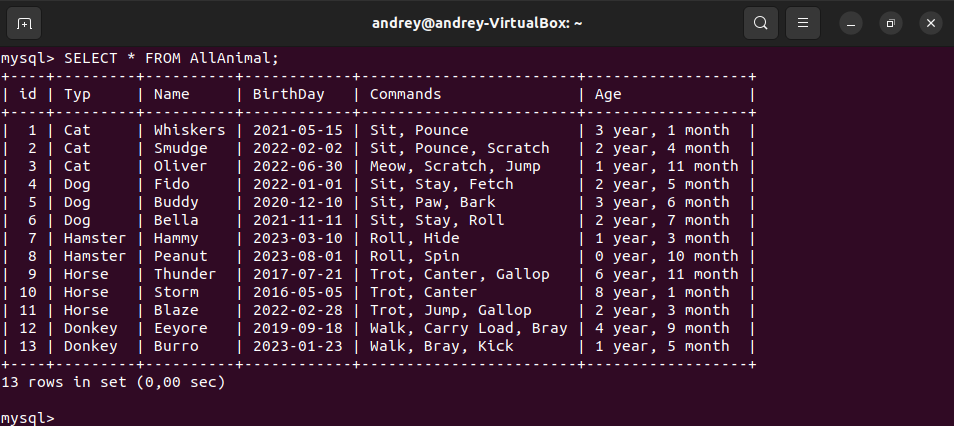 andrey@andrey-VirtualBox: ~
mysql> SELECT * FROM AllAnimal;
+----+---------+----------+------------+------------------------+------------------+
| id | Typ     | Name     | BirthDay   | Commands               | Age              |
+----+---------+----------+------------+------------------------+------------------+
|  1 | Cat     | Whiskers | 2021-05-15 | Sit, Pounce            | 3 year, 1 month  |
|  2 | Cat     | Smudge   | 2022-02-02 | Sit, Pounce, Scratch   | 2 year, 4 month  |
|  3 | Cat     | Oliver   | 2022-06-30 | Meow, Scratch, Jump    | 1 year, 11 month |
|  4 | Dog     | Fido     | 2022-01-01 | Sit, Stay, Fetch       | 2 year, 5 month  |
|  5 | Dog     | Buddy    | 2020-12-10 | Sit, Paw, Bark         | 3 year, 6 month  |
|  6 | Dog     | Bella    | 2021-11-11 | Sit, Stay, Roll        | 2 year, 7 month  |
|  7 | Hamster | Hammy    | 2023-03-10 | Roll, Hide             | 1 year, 3 month  |
|  8 | Hamster | Peanut   | 2023-08-01 | Roll, Spin             | 0 year, 10 month |
|  9 | Horse   | Thunder  | 2017-07-21 | Trot, Canter, Gallop   | 6 year, 11 month |
| 10 | Horse   | Storm    | 2016-05-05 | Trot, Canter           | 8 year, 1 month  |
| 11 | Horse   | Blaze    | 2022-02-28 | Trot, Jump, Gallop     | 2 year, 3 month  |
| 12 | Donkey  | Eeyore   | 2019-09-18 | Walk, Carry Load, Bray | 4 year, 9 month  |
| 13 | Donkey  | Burro    | 2023-01-23 | Walk, Bray, Kick       | 1 year, 5 month  |
+----+---------+----------+------------+------------------------+------------------+
13 rows in set (0,00 sec)
mysql>